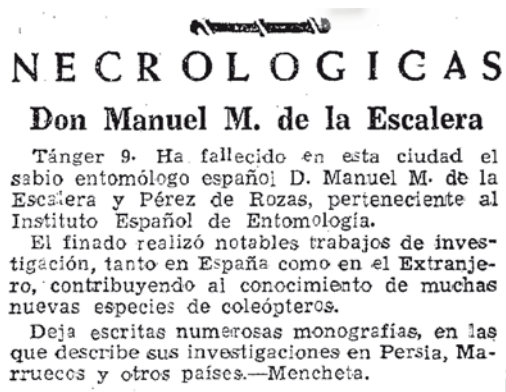 NECROLOGICAS
Don Manuel M. de la Escalera
Tánger 9. Ha fallecido en esta ciudad el
sabio entomólogo español D. Manuel M. de la
Escalera y Pérez de Rozas, perteneciente al
Instituto Español de Entomología.
El finado realizó notables trabajos de inves-
tigación, tanto en España como en el Extranje-
ro, contribuyendo al conocimiento de muchas
nuevas especies de coleópteros.
Deja escritas numerosas monografías, en las
que describe sus investigaciones en Persia, Ma-
rruecos y otros países.—Mencheta.